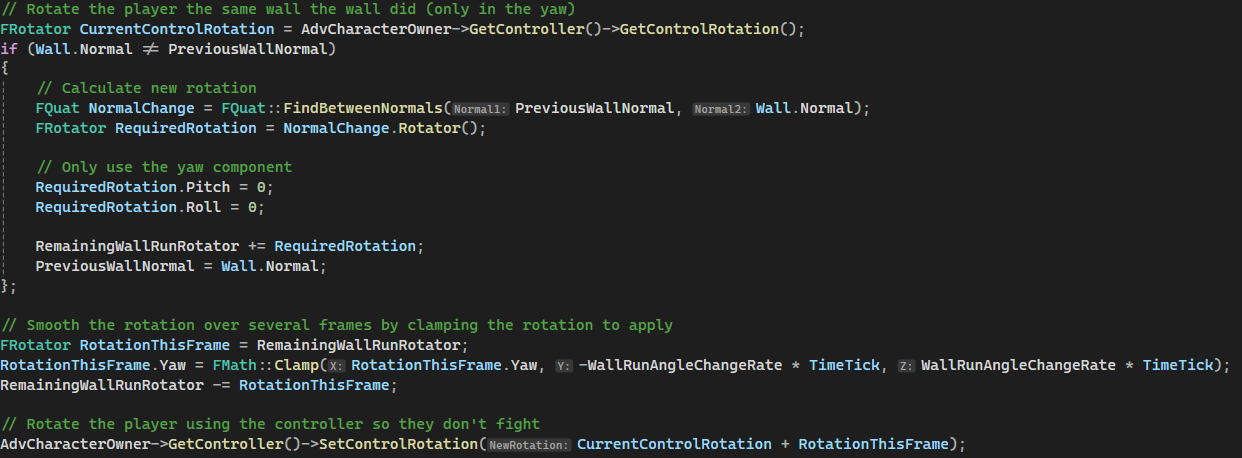 // Rotate the player the same wall the wall did (only in the yaw)
FRotator CurrentControlRotation = AdvCharacterOwner->GetController()->GetControlRotation();
if (Wall.Normal ≠ PreviousWallNormal)
{
// Calculate new rotation
FQuat NormalChange = FQuat::FindBetweenNormals(Normal1: PreviousWallNormal, Normal2: Wall.Normal);
FRotator RequiredRotation = NormalChange.Rotator();
// Only use the yaw component
RequiredRotation.Pitch = 0;
RequiredRotation.Roll = 0;
RemainingWallRunRotator += RequiredRotation;
PreviousWallNormal = Wall.Normal;
};
// Smooth the rotation over several frames by clamping the rotation to apply
FRotator RotationThisFrame = RemainingWallRunRotator;
RotationThisFrame.Yaw = FMath::Clamp(X: RotationThisFrame.Yaw, Y: -WallRunAngleChangeRate * TimeTick, Z: WallRunAngleChangeRate * TimeTick);
RemainingWallRunRotator -= RotationThisFrame;
// Rotate the player using the controller so they don't fight
AdvCharacterOwner->GetController()->SetControlRotation(NewRotation: CurrentControlRotation + RotationThisFrame);